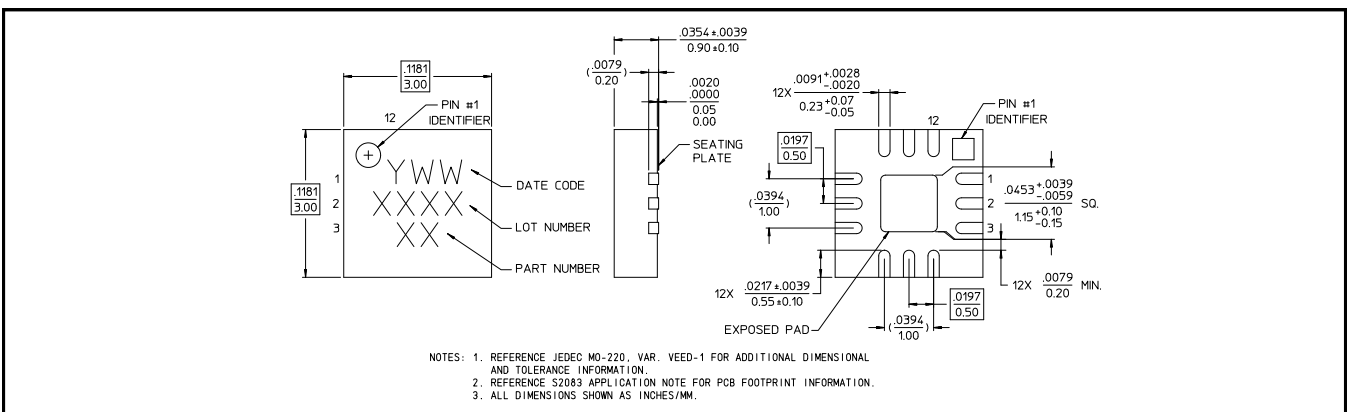 .1181
3.00
12
PIN #1
IDENTIFIER
.1181
3.00
1
2
3
YWW
XXXX
XX
DATE CODE
LOT NUMBER
PART NUMBER
.0354±.0039
0.90±0.10
(.0079)
0.20
.0020
.0000
0.05
0.00
SEATING
PLATE
12X .0091 +.0028
-.0020
0.23 +0.07
-0.05
12
PIN #1
IDENTIFIER
.0197
0.50
(.0394)
1.00
1
2
3
.0453 +.0039
-.0059 SQ.
1.15 +0.10
-0.15
12X .0217±.0039
0.55±0.10
12X .0079 MIN.
0.20
.0197
0.50
(.0394)
1.00
EXPOSED PAD
NOTES: 1. REFERENCE JEDEC MO-220, VAR. VEED-1 FOR ADDITIONAL DIMENSIONAL
AND TOLERANCE INFORMATION.
2. REFERENCE S2083 APPLICATION NOTE FOR PCB FOOTPRINT INFORMATION.
3. ALL DIMENSIONS SHOWN AS INCHES/MM.